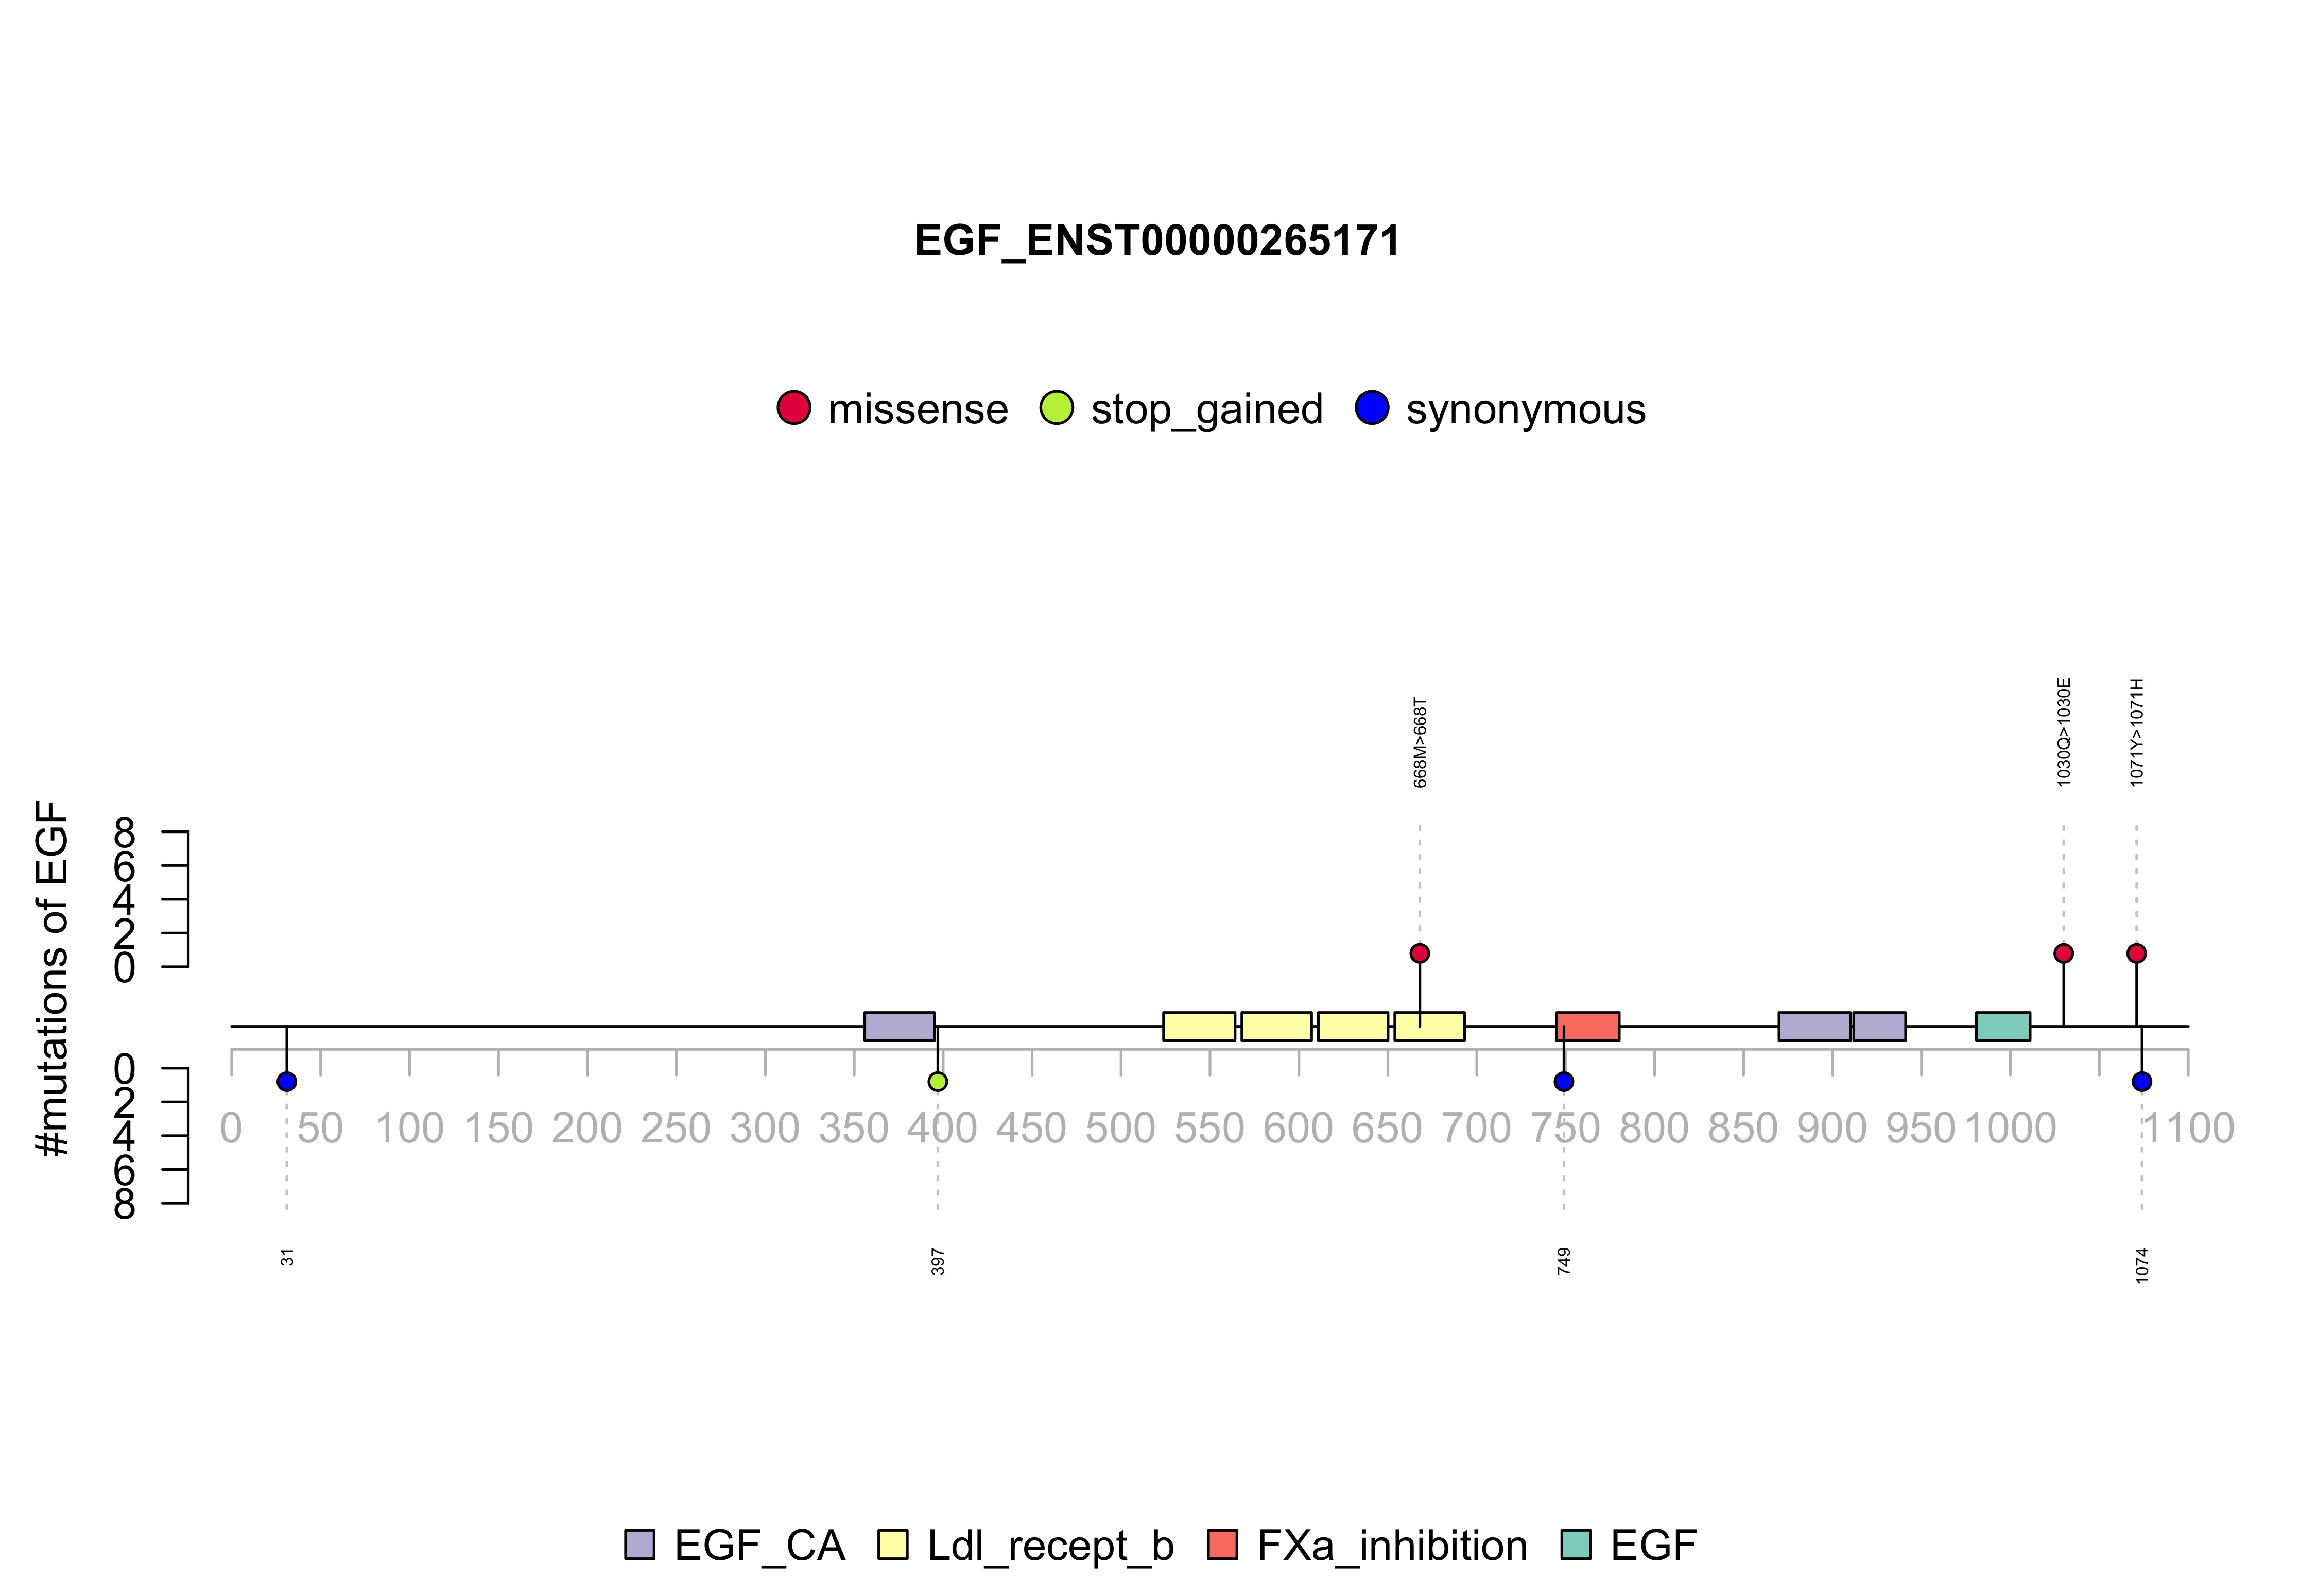 EGF_ENST00000265171
missense stop_gained synonymous
668M>668T 1030Q>1030E 1071Y>1071H
#mutations of EGF
8
6
4
2
0
0
2
4
6
8
0 50 100 150 200 250 300 350 400 450 500 550 600 650 700 750 800 850 900 950 1000 1100
31 397 749 1074
EGF_CA Ldl_recept_b FXa_inhibition EGF